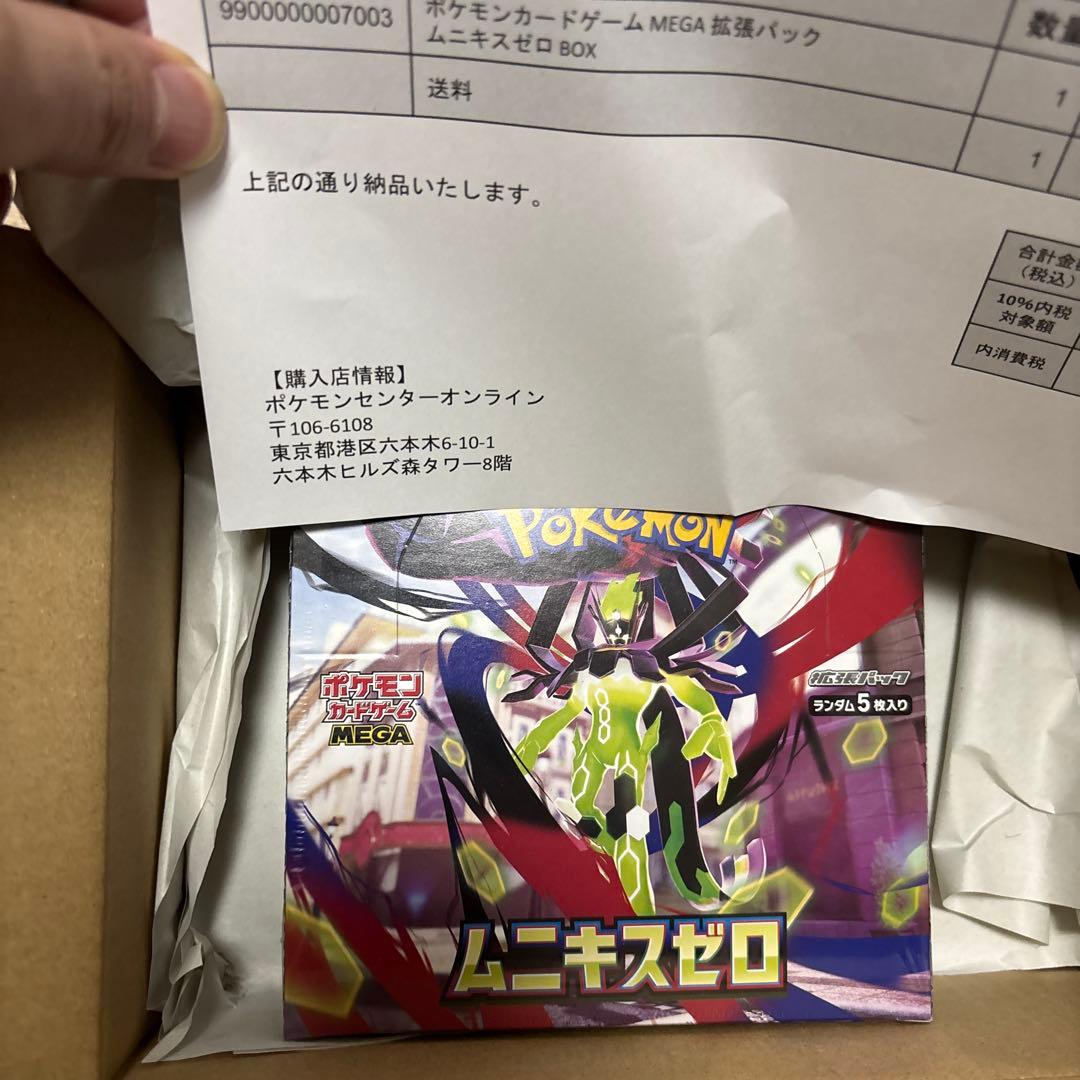 9900000007003
ポケモンカードゲーム MEGA 拡張パック
ムニキスゼロ BOX
数量
1
送料
1
上記の通り納品いたします。
合計金
(税込)
10%内税
対象額
内消費税
【購入店情報】
ポケモンセンターオンライン
〒106-6108
東京都港区六本木6-10-1
六本木ヒルズ森タワー8階
POKéMON
ポケモン
カードゲーム
MEGA
拡張パック
ランダム5枚入り
ムニキスゼロ